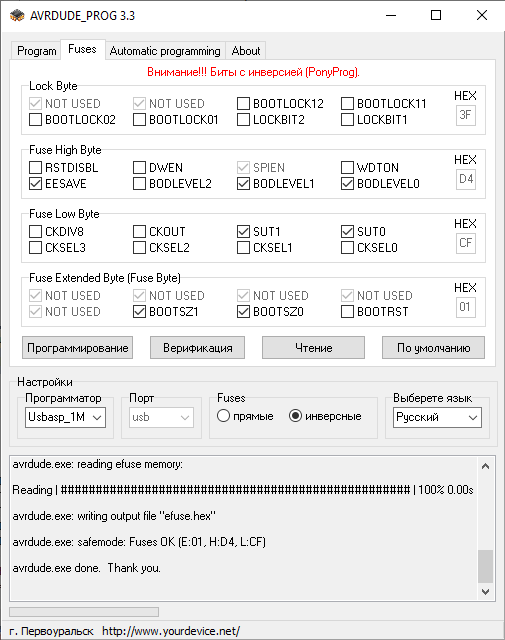 AVRDUDE_PROG 3.3
Program Fuses Automatic programming About
Внимание!!! Биты с инверсией (PonyProg).
Lock Byte
HEX
NOT USED NOT USED BOOTLOCK12 BOOTLOCK11
3F
BOOTLOCK02 BOOTLOCK01 LOCKBIT2 LOCKBIT1
Fuse High Byte
HEX
RSTDISBL DWEN SPIEN WDTON
D4
EESAVE BODLEVEL2 BODLEVEL1 BODLEVEL0
Fuse Low Byte
HEX
CKDIV8 CKOUT SUT1 SUT0
CF
CKSEL3 CKSEL2 CKSEL1 CKSEL0
Fuse Extended Byte (Fuse Byte)
HEX
NOT USED NOT USED NOT USED NOT USED
01
NOT USED BOOTSZ1 BOOTSZ0 BOOTRST
Программирование Верификация Чтение По умолчанию
Настройки
Программатор Порт Fuses Выберете язык
Usbasp_1M usb прямые инверсные Русский
avrdude.exe: reading efuse memory:
Reading | ################################################## | 100% 0.00s
avrdude.exe: writing output file "efuse.hex"
avrdude.exe: safemode: Fuses OK (E:01, H:D4, L:CF)
avrdude.exe done. Thank you.
г. Первоуральск http://www.yourdevice.net/